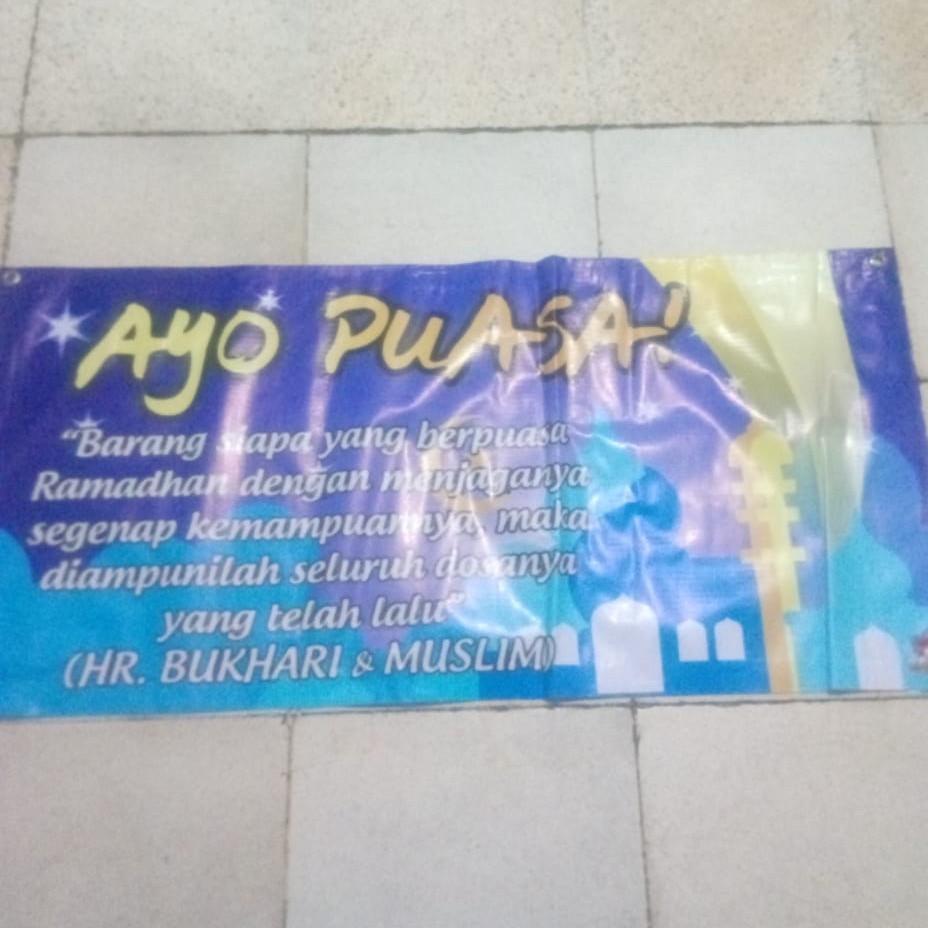 AYO PUASA!
"Barang siapa yang berpuasa
Ramadhan dengan menjaganya
segenap kemampuannya, maka
diampunilah seluruh dosanya
yang telah lalu"
(HR. BUKHARI & MUSLIM)